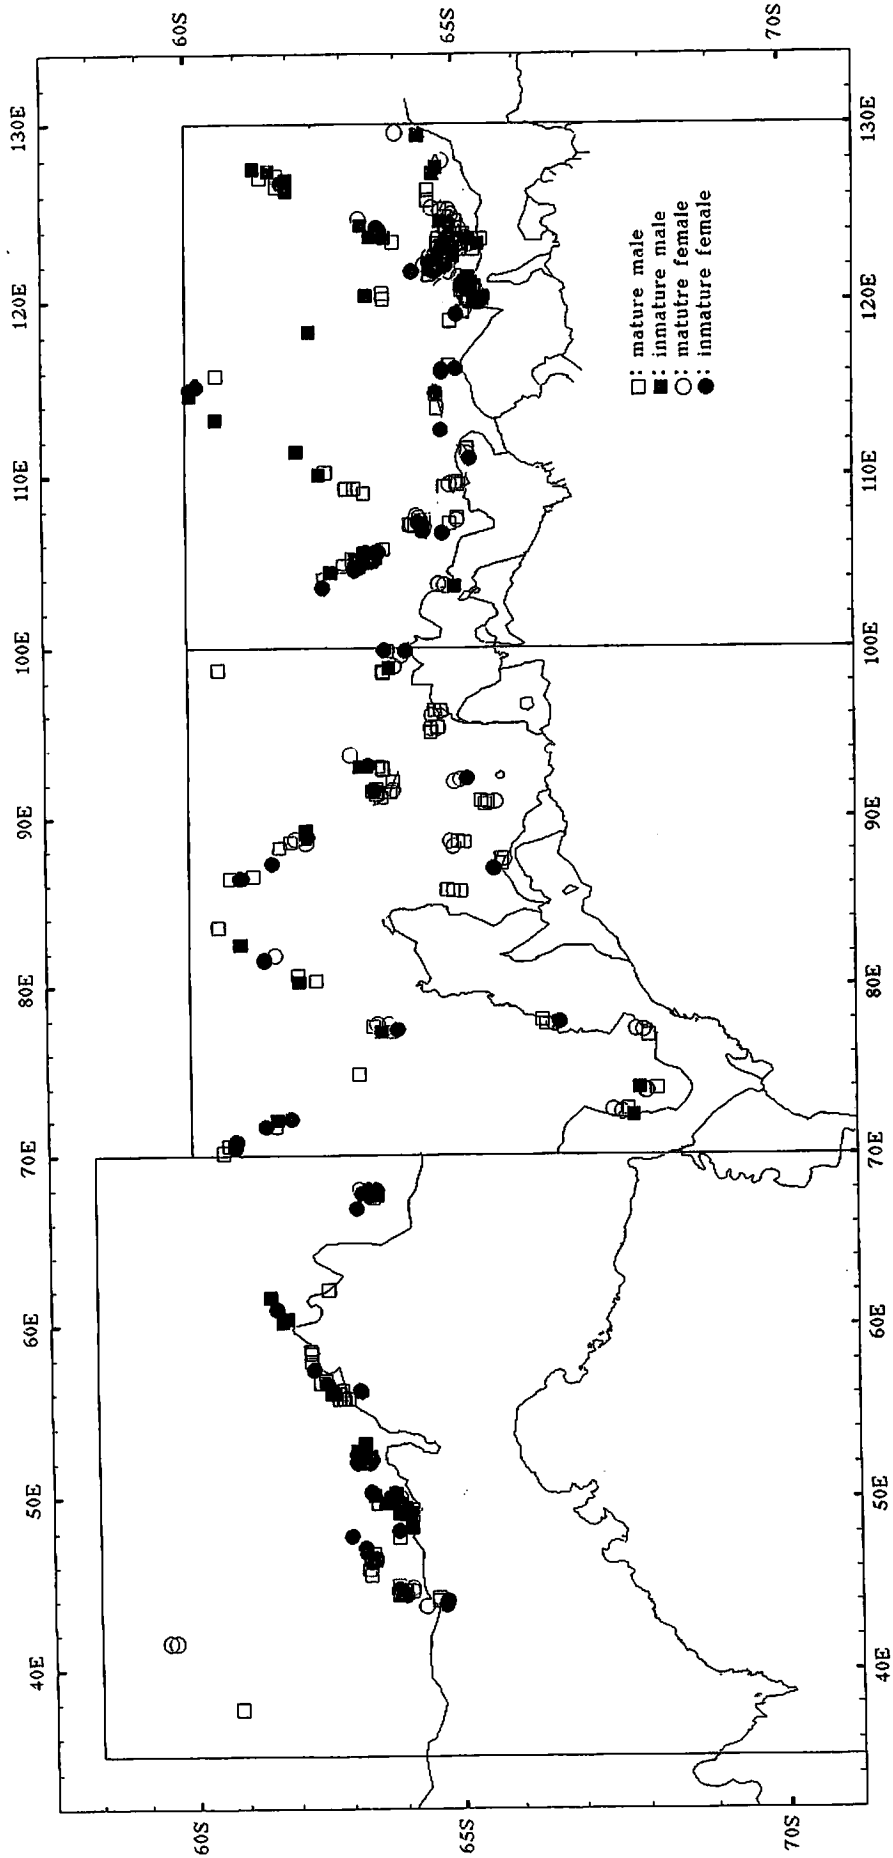 60S
65S
70S
130E
120E
110E
100E
90E
80E
70E
60E
50E
40E
130E
120E
110E
100E
90E
80E
70E
60E
50E
40E
60S
65S
70S
□: mature male
■: inmature male
○: matutre female
●: inmature female